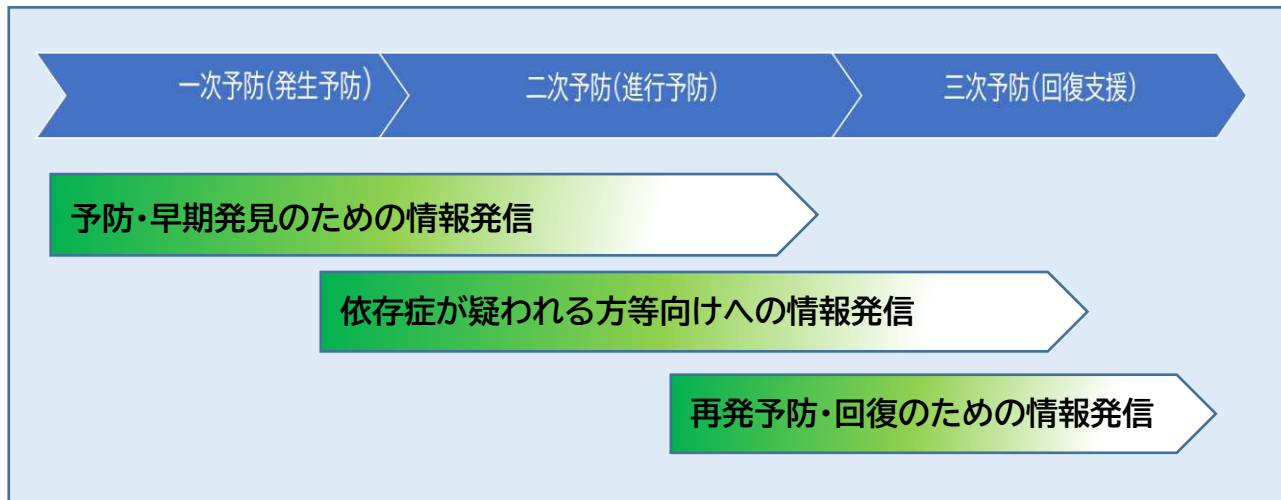 一次予防(発生予防)
二次予防(進行予防)
三次予防(回復支援)
予防・早期発見のための情報発信
依存症が疑われる方等向けへの情報発信
再発予防・回復のための情報発信